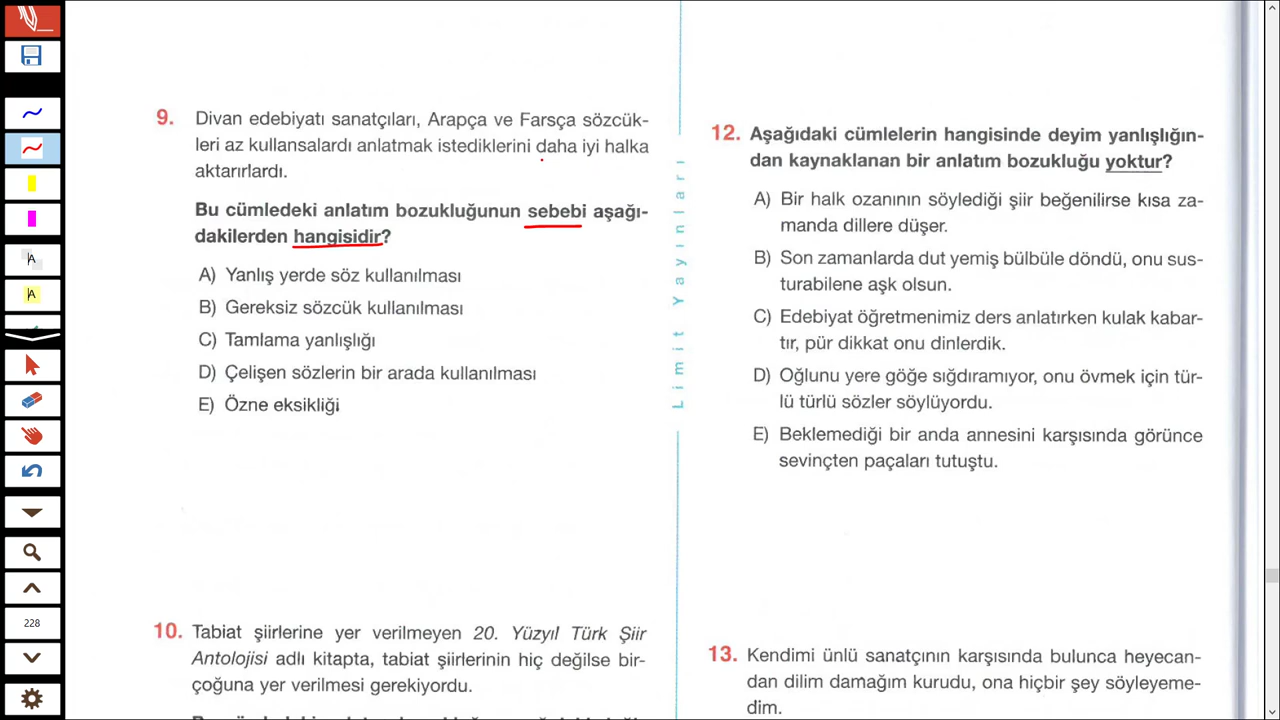 9. Divan edebiyatı sanatçıları, Arapça ve Farsça sözcük-
leri az kullansalardı anlatmak istediklerini daha iyi halka
aktarırlardı.
Bu cümledeki anlatım bozukluğunun sebebi aşağı-
dakilerden hangisidir?
A) Yanlış yerde söz kullanılması
B) Gereksiz sözcük kullanılması
C) Tamlama yanlışlığı
D) Çelişen sözlerin bir arada kullanılması
E) Özne eksikliği
10. Tabiat şiirlerine yer verilmeyen 20. Yüzyıl Türk Şiir
Antolojisi adlı kitapta, tabiat şiirlerinin hiç değilse bir-
çoğuna yer verilmesi gerekiyordu.
Limit Yayınları
12. Aşağıdaki cümlelerin hangisinde deyim yanlışlığın-
dan kaynaklanan bir anlatım bozukluğu yoktur?
A) Bir halk ozanının söylediği şiir beğenilirse kısa za-
manda dillere düşer.
B) Son zamanlarda dut yemiş bülbüle döndü, onu sus-
turabilene aşk olsun.
C) Edebiyat öğretmenimiz ders anlatırken kulak kabar-
tır, pür dikkat onu dinlerdik.
D) Oğlunu yere göğe sığdıramıyor, onu övmek için tür-
lü türlü sözler söylüyordu.
E) Beklemediği bir anda annesini karşısında görünce
sevinçten paçaları tutuştu.
13. Kendimi ünlü sanatçının karşısında bulunca heyecan-
dan dilim damağım kurudu, ona hiçbir şey söyleyeme-
dim.
A
A
228